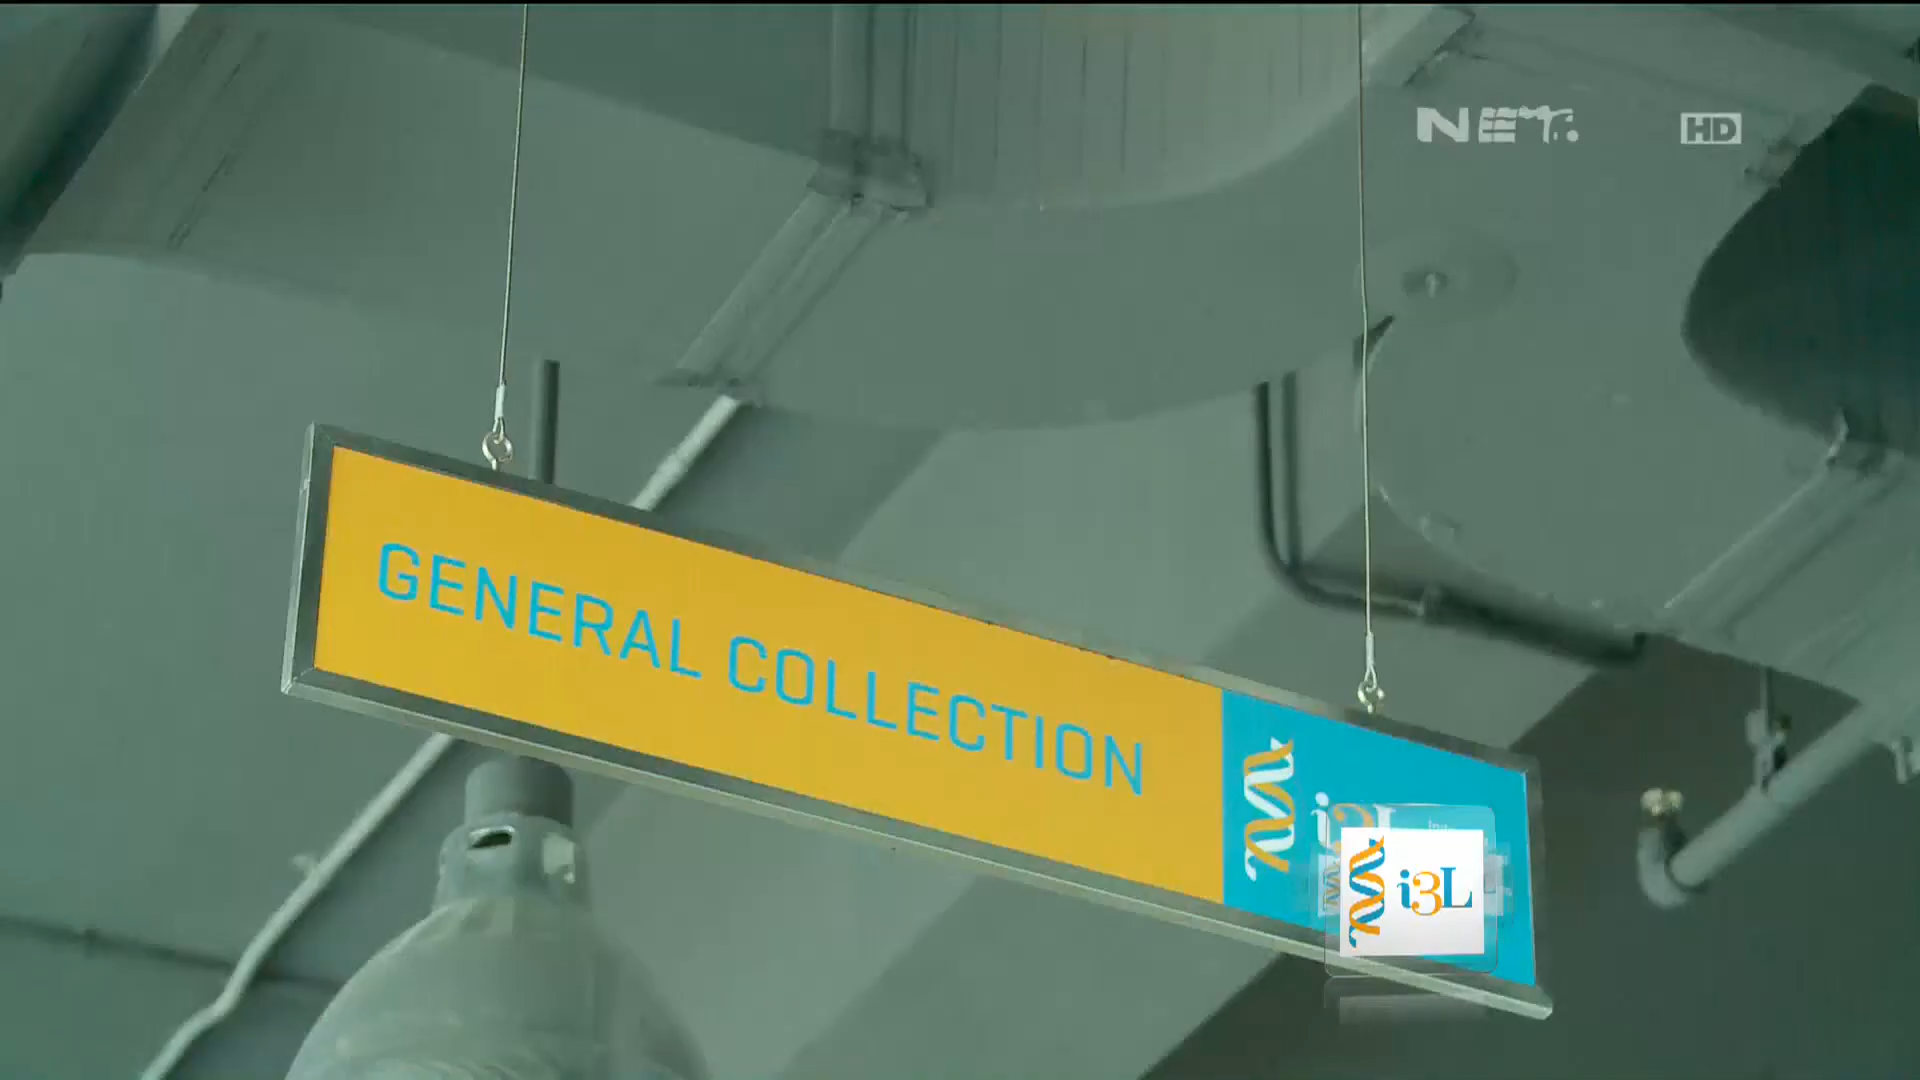 NET.
HD
GENERAL COLLECTION
i3L
i3L